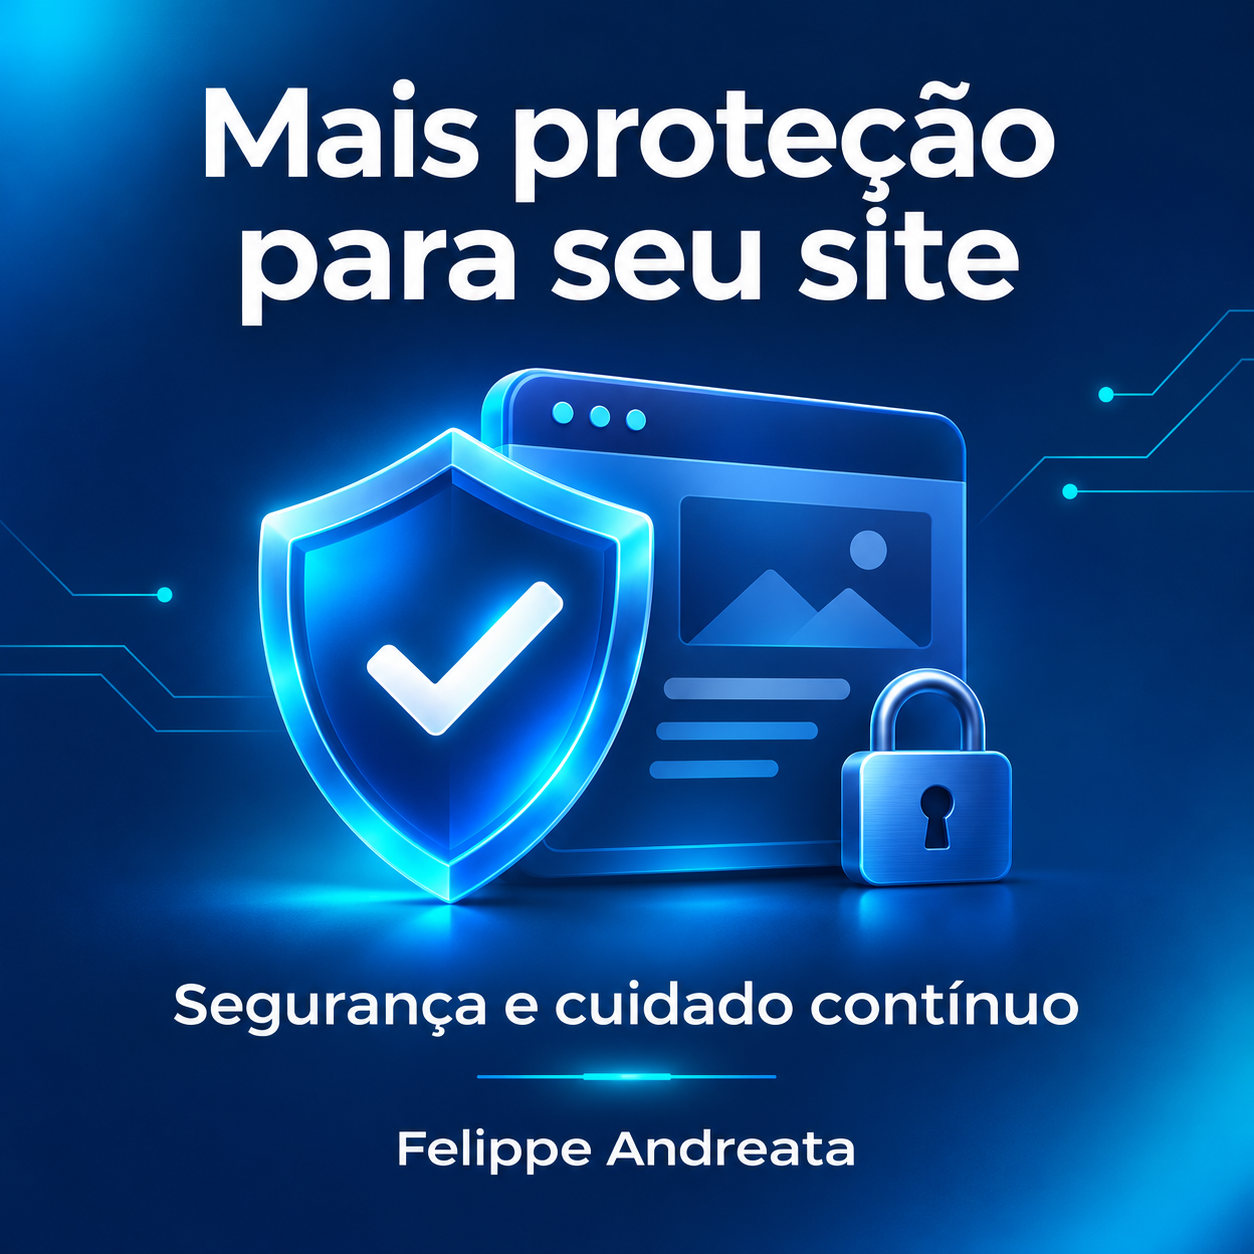 Mais proteção
para seu site
Segurança e cuidado contínuo
Felippe Andreata